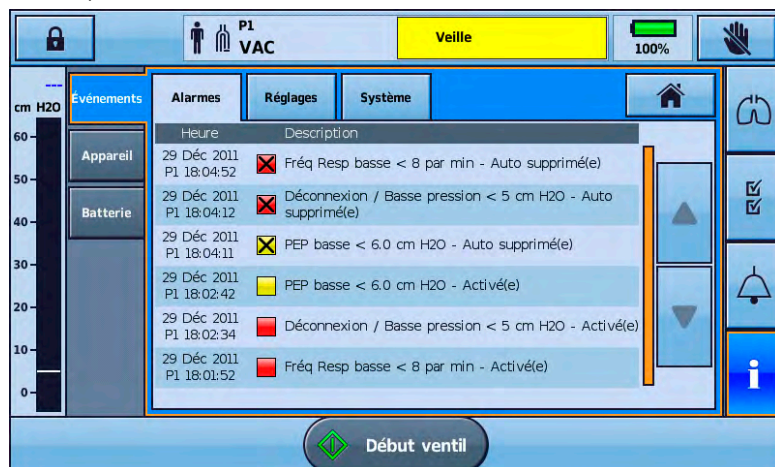 P1
VAC
Veille
100%
---
cm H2O
60
50
40
30
20
10
0
Événements
Appareil
Batterie
Alarmes
Réglages
Système
Heure
Description
29 Déc 2011
P1 18:04:52
Fréq Resp basse < 8 par min - Auto supprimé(e)
29 Déc 2011
P1 18:04:12
Déconnexion / Basse pression < 5 cm H2O - Auto
supprimé(e)
29 Déc 2011
P1 18:04:11
PEP basse < 6.0 cm H2O - Auto supprimé(e)
29 Déc 2011
P1 18:02:42
PEP basse < 6.0 cm H2O - Activé(e)
29 Déc 2011
P1 18:02:34
Déconnexion / Basse pression < 5 cm H2O - Activé(e)
29 Déc 2011
P1 18:01:52
Fréq Resp basse < 8 par min - Activé(e)
i
Début ventil